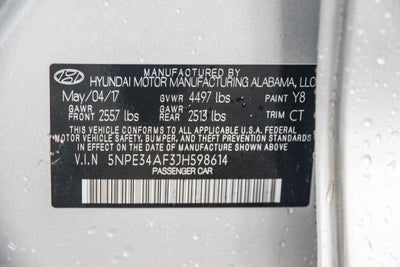 MANUFACTURED BY
HYUNDAI MOTOR MANUFACTURING ALABAMA, LLC
May/04/17 GVWR 4497 lbs PAINT Y8
GAWR GAWR
FRONT 2557 lbs REAR 2513 lbs TRIM CT
THIS VEHICLE CONFORMS TO ALL APPLICABLE U.S.A FEDERAL MOTOR
VEHICLE SAFETY, BUMPER, AND THEFT PREVENTION STANDARDS
IN EFFECT ON THE DATE OF MANUFACTURE SHOWN ABOVE.
V.I.N 5NPE34AF3JH598614
PASSENGER CAR